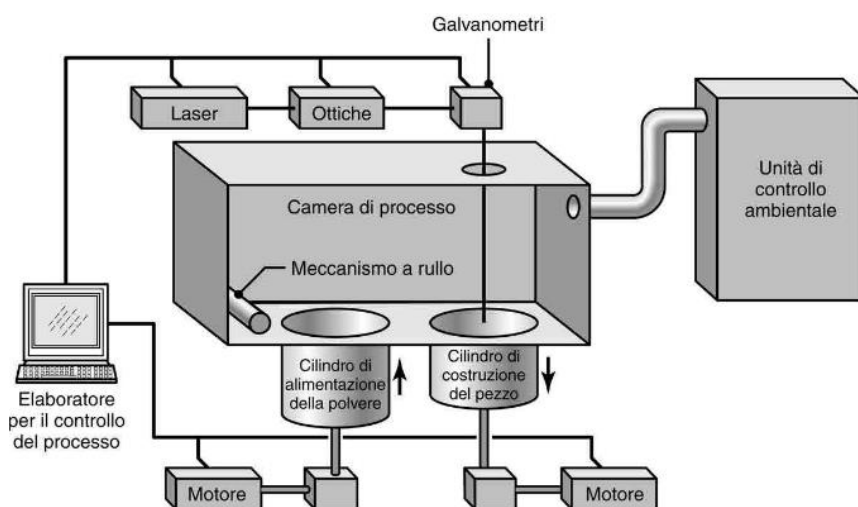 Galvanometri
Laser
Ottiche
Camera di processo
Unità di
controllo
ambientale
Meccanismo a rullo
Cilindro di
alimentazione
della polvere
Cilindro di
costruzione
del pezzo
Elaboratore
per il controllo
del processo
Motore
Motore